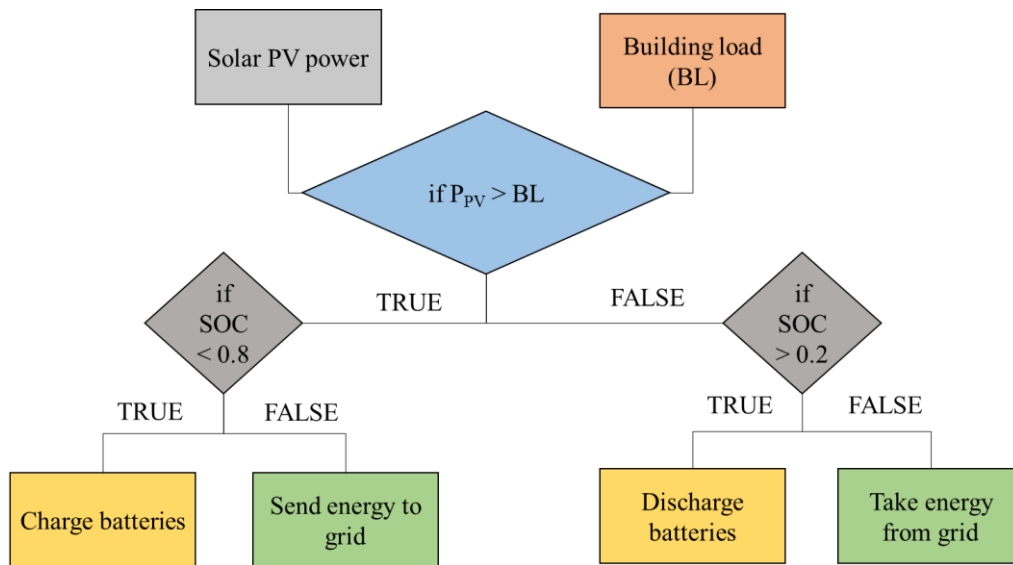 Solar PV power
Building load
(BL)
if P_PV > BL
TRUE
FALSE
if
SOC
< 0.8
if
SOC
> 0.2
TRUE
FALSE
TRUE
FALSE
Charge batteries
Send energy to
grid
Discharge
batteries
Take energy
from grid